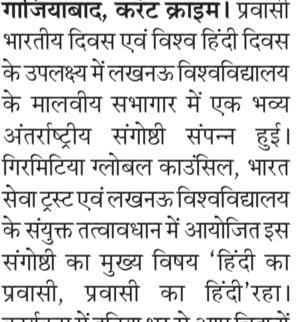 गाजियाबाद, करंट क्राइम। प्रवासी
भारतीय दिवस एवं विश्व हिंदी दिवस
के उपलक्ष्य में लखनऊ विश्वविद्यालय
के मालवीय सभागार में एक भव्य
अंतर्राष्ट्रीय संगोष्ठी संपन्न हुई।
गिरमिटिया ग्लोबल काउंसिल, भारत
सेवा ट्रस्ट एवं लखनऊ विश्वविद्यालय
के संयुक्त तत्वावधान में आयोजित इस
संगोष्ठी का मुख्य विषय ‘हिंदी का
प्रवासी, प्रवासी का हिंदी’रहा।